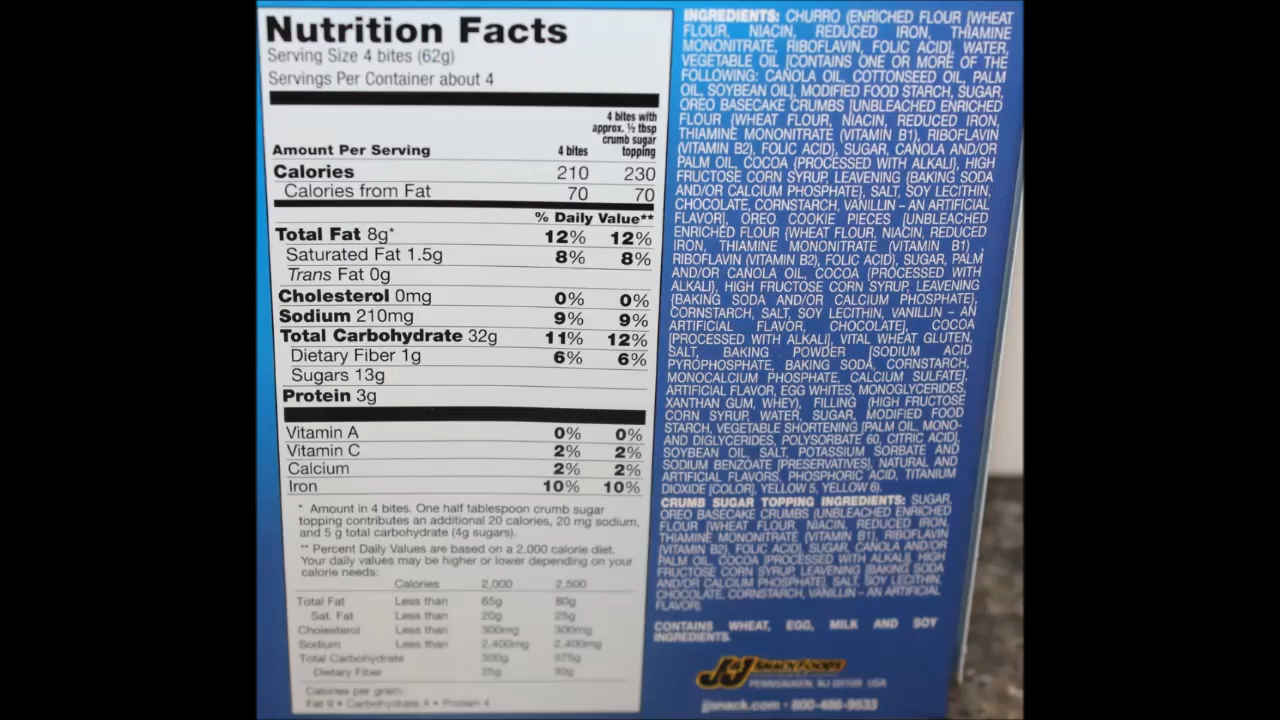 Nutrition Facts
Serving Size 4 bites (62g)
Servings Per Container about 4
4 bites with
approx. ½ tbsp
crumb sugar
Amount Per Serving 4 bites topping
Calories 210 230
Calories from Fat 70 70
% Daily Value**
Total Fat 8g* 12% 12%
Saturated Fat 1.5g 8% 8%
Trans Fat 0g
Cholesterol 0mg 0% 0%
Sodium 210mg 9% 9%
Total Carbohydrate 32g 11% 12%
Dietary Fiber 1g 6% 6%
Sugars 13g
Protein 3g
Vitamin A 0% 0%
Vitamin C 2% 2%
Calcium 2% 2%
Iron 10% 10%
* Amount in 4 bites. One half tablespoon crumb sugar
topping contributes an additional 20 calories, 20 mg sodium,
and 5 g total carbohydrate (4g sugars).
** Percent Daily Values are based on a 2,000 calorie diet.
Your daily values may be higher or lower depending on your
calorie needs:
Calories 2,000 2,500
Total Fat Less than 65g 80g
Sat. Fat Less than 20g 25g
Cholesterol Less than 300mg 300mg
Sodium Less than 2,400mg 2,400mg
Total Carbohydrate 300g 375g
Dietary Fiber 25g 30g
Calories per gram:
Fat 9 • Carbohydrate 4 • Protein 4
INGREDIENTS: CHURRO (ENRICHED FLOUR [WHEAT
FLOUR, NIACIN, REDUCED IRON, THIAMINE
MONONITRATE, RIBOFLAVIN, FOLIC ACID], WATER,
VEGETABLE OIL [CONTAINS ONE OR MORE OF THE
FOLLOWING: CANOLA OIL, COTTONSEED OIL, PALM
OIL, SOYBEAN OIL], MODIFIED FOOD STARCH, SUGAR,
OREO BASECAKE CRUMBS [UNBLEACHED ENRICHED
FLOUR {WHEAT FLOUR, NIACIN, REDUCED IRON,
THIAMINE MONONITRATE (VITAMIN B1), RIBOFLAVIN
(VITAMIN B2), FOLIC ACID}, SUGAR, CANOLA AND/OR
PALM OIL, COCOA {PROCESSED WITH ALKALI}, HIGH
FRUCTOSE CORN SYRUP, LEAVENING {BAKING SODA
AND/OR CALCIUM PHOSPHATE}, SALT, SOY LECITHIN,
CHOCOLATE, CORNSTARCH, VANILLIN – AN ARTIFICIAL
FLAVOR], OREO COOKIE PIECES [UNBLEACHED
ENRICHED FLOUR {WHEAT FLOUR, NIACIN, REDUCED
IRON, THIAMINE MONONITRATE (VITAMIN B1) ,
RIBOFLAVIN (VITAMIN B2), FOLIC ACID}, SUGAR, PALM
AND/OR CANOLA OIL, COCOA {PROCESSED WITH
ALKALI}, HIGH FRUCTOSE CORN SYRUP, LEAVENING
{BAKING SODA AND/OR CALCIUM PHOSPHATE},
CORNSTARCH, SALT, SOY LECITHIN, VANILLIN – AN
ARTIFICIAL FLAVOR, CHOCOLATE], COCOA
[PROCESSED WITH ALKALI], VITAL WHEAT GLUTEN,
SALT, BAKING POWDER [SODIUM ACID
PYROPHOSPHATE, BAKING SODA, CORNSTARCH,
MONOCALCIUM PHOSPHATE, CALCIUM SULFATE],
ARTIFICIAL FLAVOR, EGG WHITES, MONOGLYCERIDES,
XANTHAN GUM, WHEY), FILLING (HIGH FRUCTOSE
CORN SYRUP, WATER, SUGAR, MODIFIED FOOD
STARCH, VEGETABLE SHORTENING [PALM OIL, MONO-
AND DIGLYCERIDES, POLYSORBATE 60, CITRIC ACID],
SOYBEAN OIL, SALT, POTASSIUM SORBATE AND
SODIUM BENZOATE [PRESERVATIVES], NATURAL AND
ARTIFICIAL FLAVORS, PHOSPHORIC ACID, TITANIUM
DIOXIDE [COLOR], YELLOW 5, YELLOW 6).
CRUMB SUGAR TOPPING INGREDIENTS: SUGAR,
OREO BASECAKE CRUMBS (UNBLEACHED ENRICHED
FLOUR [WHEAT FLOUR, NIACIN, REDUCED IRON,
THIAMINE MONONITRATE {VITAMIN B1}, RIBOFLAVIN
{VITAMIN B2}, FOLIC ACID], SUGAR, CANOLA AND/OR
PALM OIL, COCOA [PROCESSED WITH ALKALI], HIGH
FRUCTOSE CORN SYRUP, LEAVENING [BAKING SODA
AND/OR CALCIUM PHOSPHATE], SALT, SOY LECITHIN,
CHOCOLATE, CORNSTARCH, VANILLIN – AN ARTIFICIAL
FLAVOR).
CONTAINS WHEAT, EGG, MILK AND SOY
INGREDIENTS.
J&J SNACK FOODS
PENNSAUKEN, NJ 08109 USA
jjsnack.com • 800-486-9533